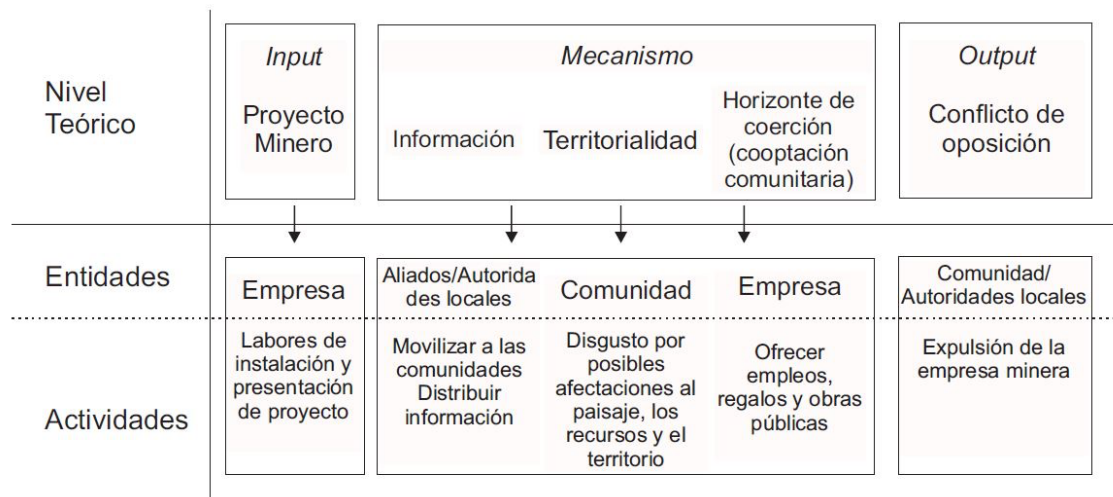 Nivel
Teórico
Input
Proyecto
Minero
Mecanismo
Información
Territorialidad
Horizonte de
coerción
(cooptación
comunitaria)
Output
Conflicto de
oposición
Entidades
Empresa
Aliados/Autorida
des locales
Comunidad
Empresa
Comunidad/
Autoridades locales
Actividades
Labores de
instalación y
presentación
de proyecto
Movilizar a las
comunidades
Distribuir
información
Disgusto por
posibles
afectaciones al
paisaje, los
recursos y el
territorio
Ofrecer
empleos,
regalos y obras
públicas
Expulsión de la
empresa minera